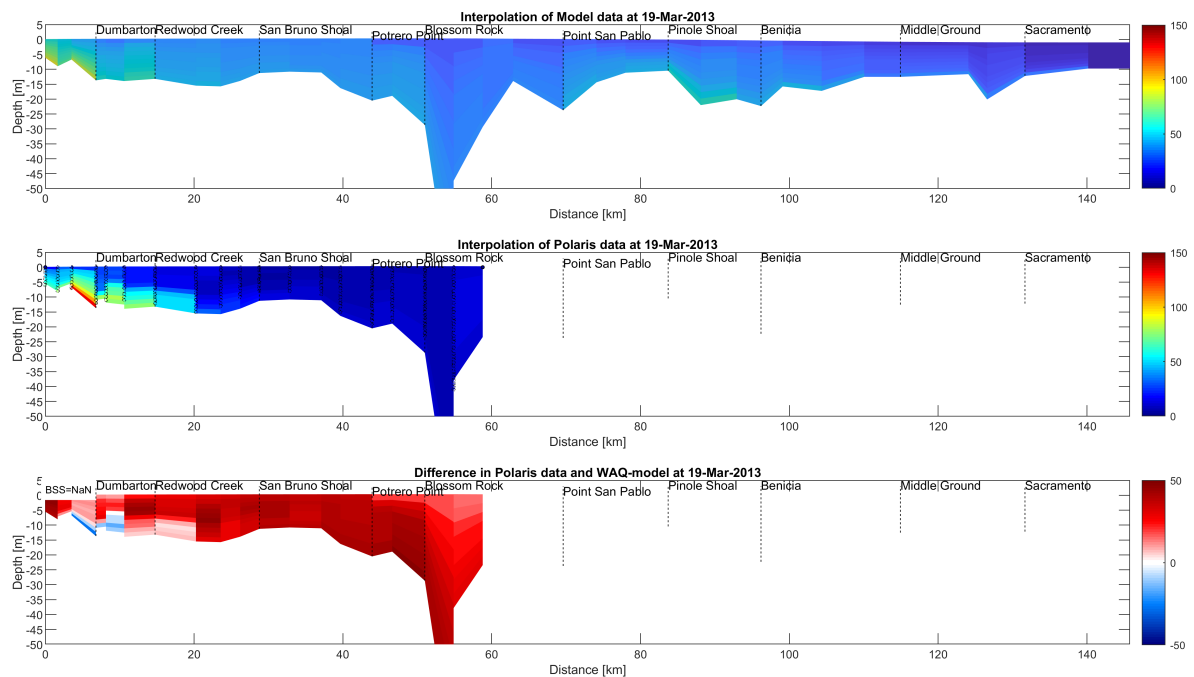 Interpolation of Model data at 19-Mar-2013
Dumbarton Redwood Creek San Bruno Shoal Potrero Point Blossom Rock Point San Pablo Pinole Shoal Benicia Middle Ground Sacramento
5
0
-5
-10
-15
-20
-25
-30
-35
-40
-45
-50
Depth [m]
0 20 40 60 80 100 120 140
Distance [km]
150
100
50
0
Interpolation of Polaris data at 19-Mar-2013
Dumbarton Redwood Creek San Bruno Shoal Potrero Point Blossom Rock Point San Pablo Pinole Shoal Benicia Middle Ground Sacramento
5
0
-5
-10
-15
-20
-25
-30
-35
-40
-45
-50
Depth [m]
0 20 40 60 80 100 120 140
Distance [km]
150
100
50
0
Difference in Polaris data and WAQ-model at 19-Mar-2013
BSS=NaN
Dumbarton Redwood Creek San Bruno Shoal Potrero Point Blossom Rock Point San Pablo Pinole Shoal Benicia Middle Ground Sacramento
5
0
-5
-10
-15
-20
-25
-30
-35
-40
-45
-50
Depth [m]
0 20 40 60 80 100 120 140
Distance [km]
50
0
-50